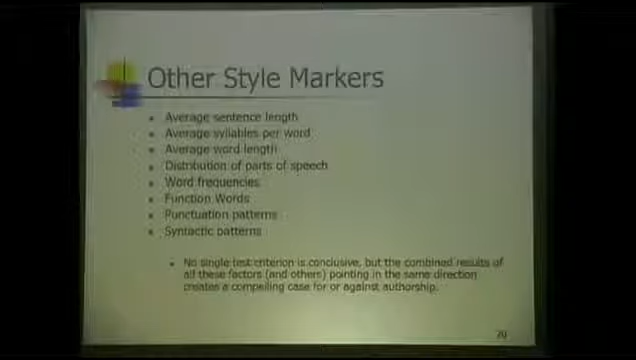 Other Style Markers
Average sentence length
Average syllables per word
Average word length
Distribution of parts of speech
Word frequencies
Function Words
Punctuation patterns
Syntactic patterns
No single test criterion is conclusive, but the combined results of
all these factors (and others) pointing in the same direction
creates a compelling case for or against authorship.
20